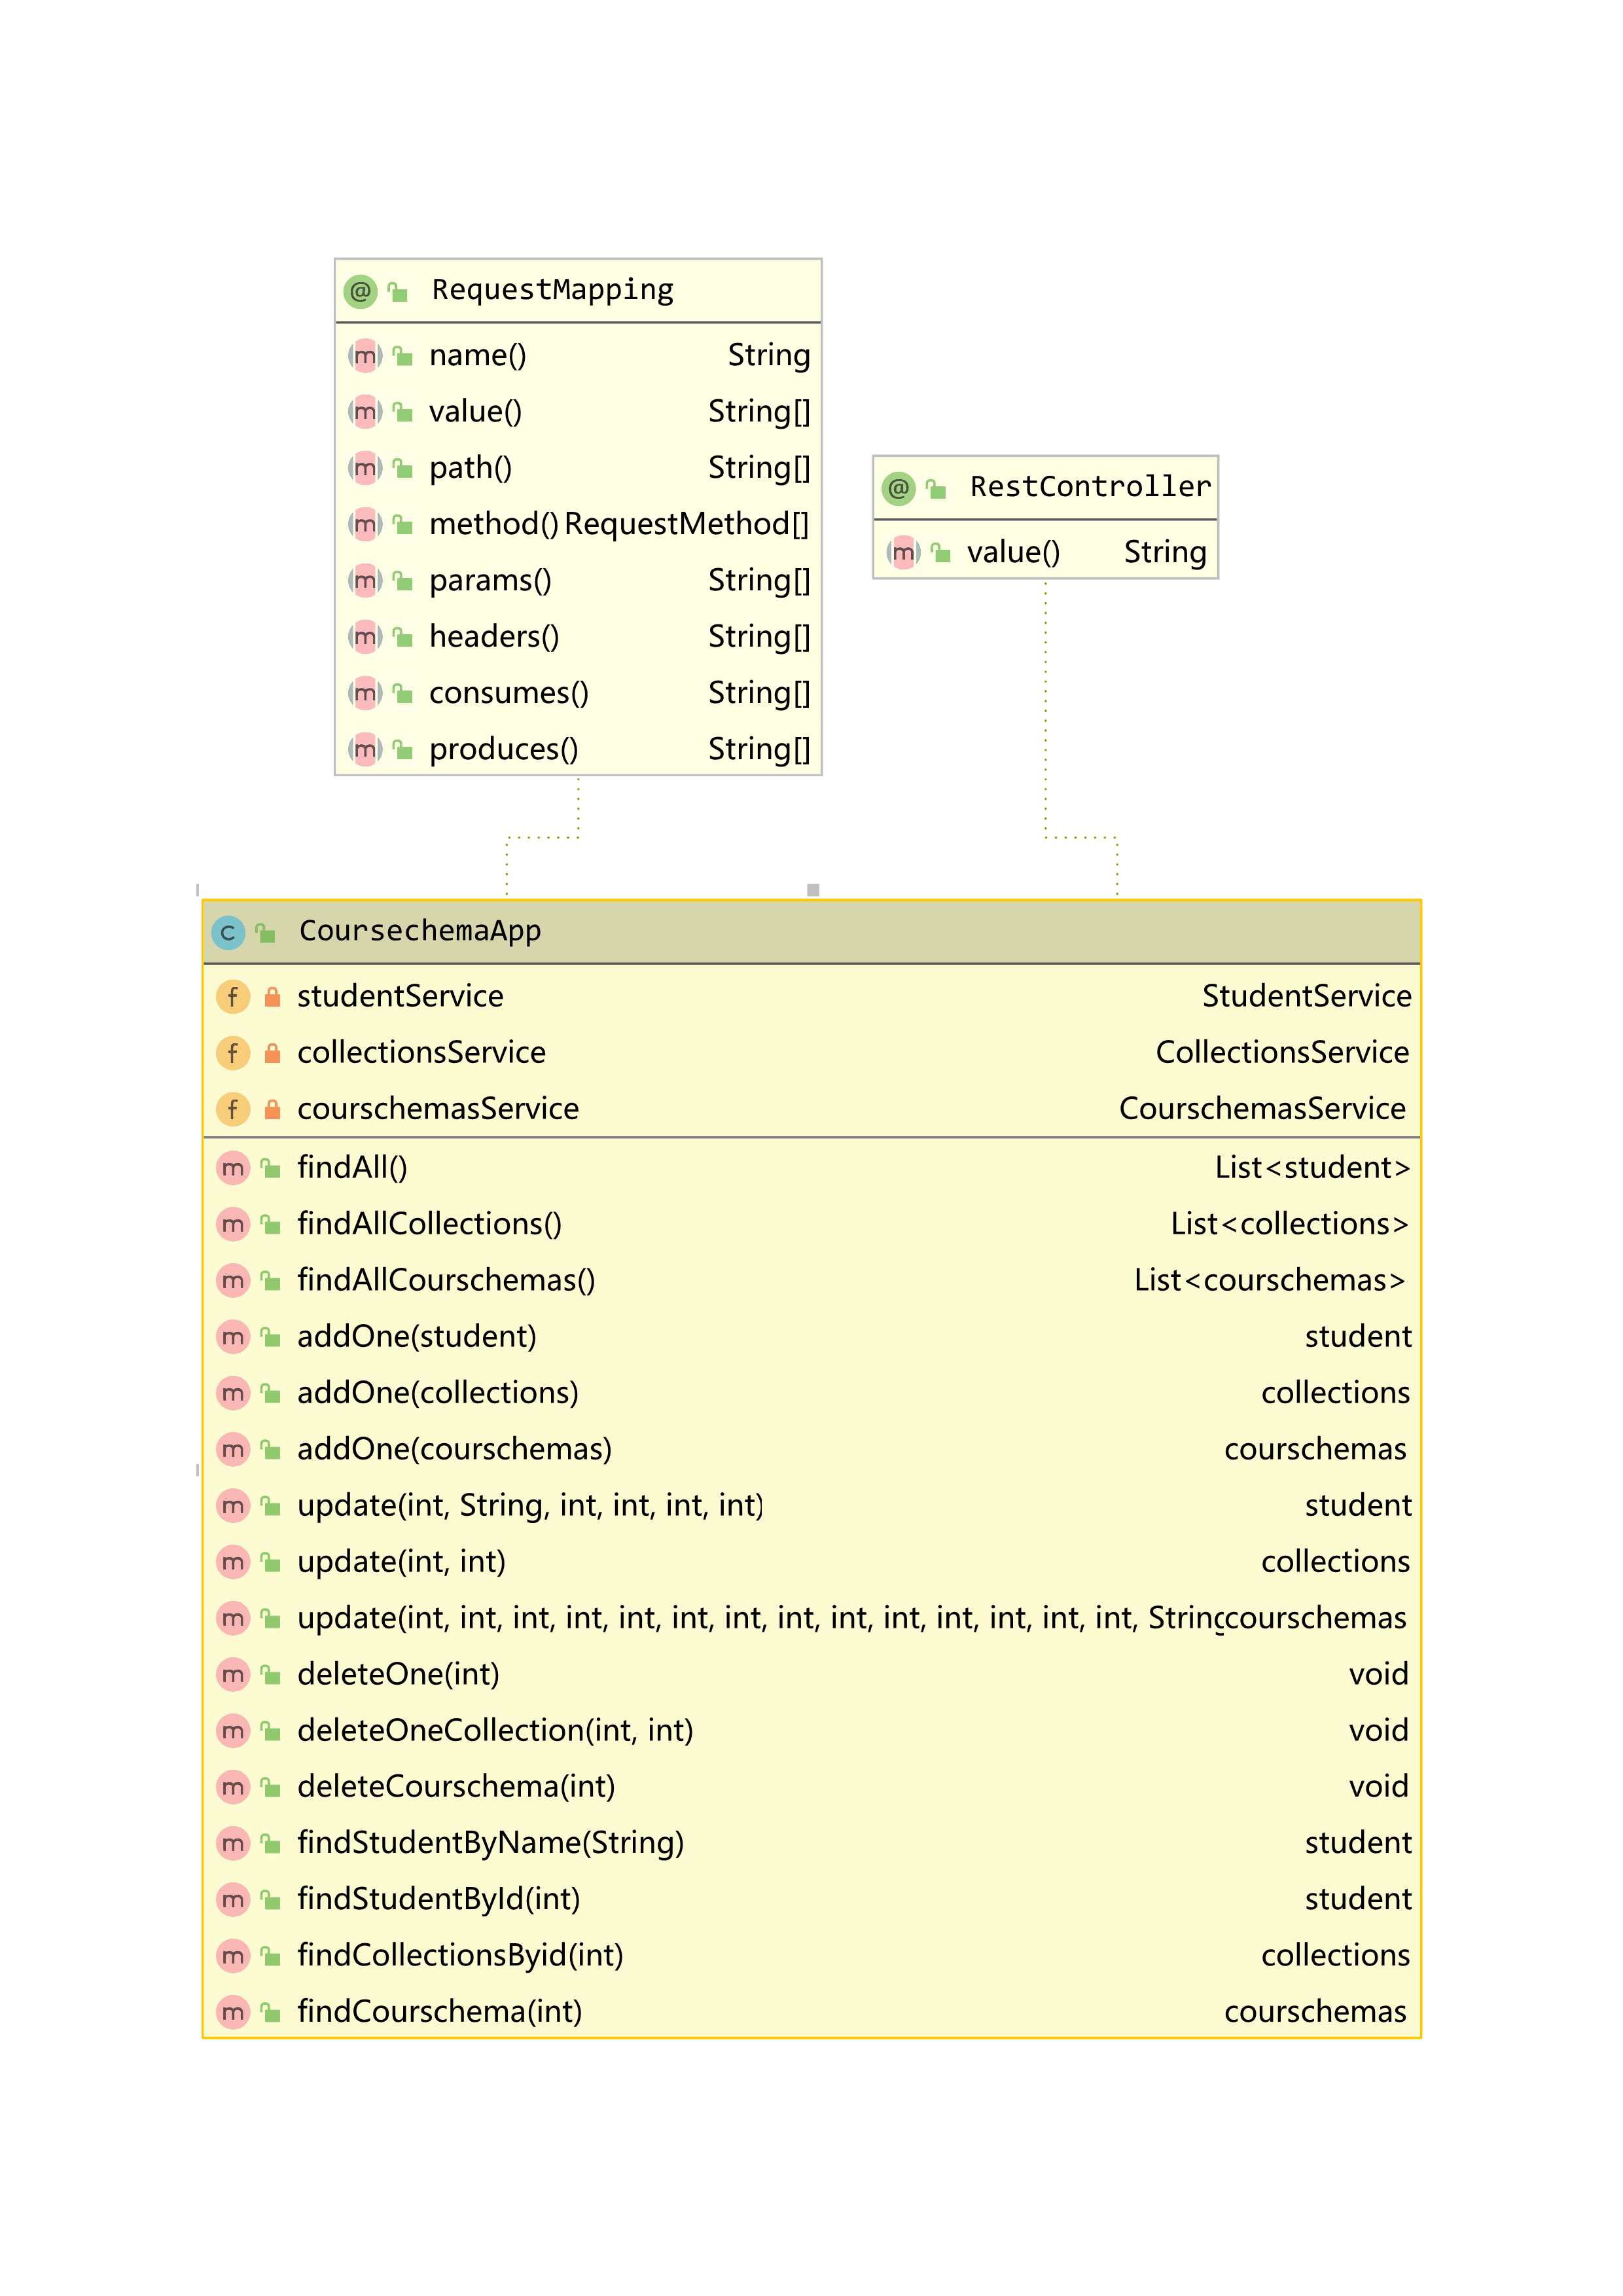 @ RequestMapping
m name() String
m value() String[]
m path() String[]
m method() RequestMethod[]
m params() String[]
m headers() String[]
m consumes() String[]
m produces() String[]
@ RestController
m value() String
C CoursechemaApp
f studentService StudentService
f collectionsService CollectionsService
f courschemasService CourschemasService
m findAll() List<student>
m findAllCollections() List<collections>
m findAllCourschemas() List<courschemas>
m addOne(student) student
m addOne(collections) collections
m addOne(courschemas) courschemas
m update(int, String, int, int, int, int) student
m update(int, int) collections
m update(int, int, int, int, int, int, int, int, int, int, int, int, int, int, String courschemas
m deleteOne(int) void
m deleteOneCollection(int, int) void
m deleteCourschema(int) void
m findStudentByName(String) student
m findStudentById(int) student
m findCollectionsByid(int) collections
m findCourschema(int) courschemas